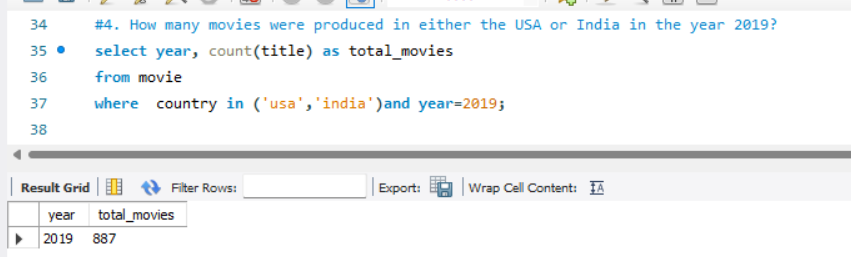 34 #4. How many movies were produced in either the USA or India in the year 2019?
35 select year, count(title) as total_movies
36 from movie
37 where  country in ('usa','india')and year=2019;
38
Result Grid Filter Rows: Export: Wrap Cell Content: IA
year total_movies
2019 887